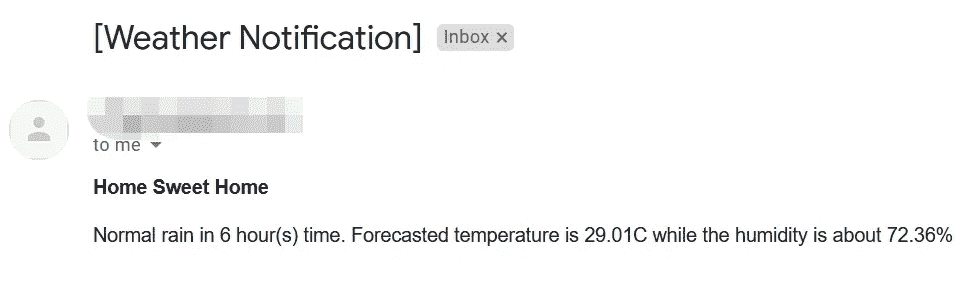 [Weather Notification] Inbox ×
to me
Home Sweet Home
Normal rain in 6 hour(s) time. Forecasted temperature is 29.01C while the humidity is about 72.36%